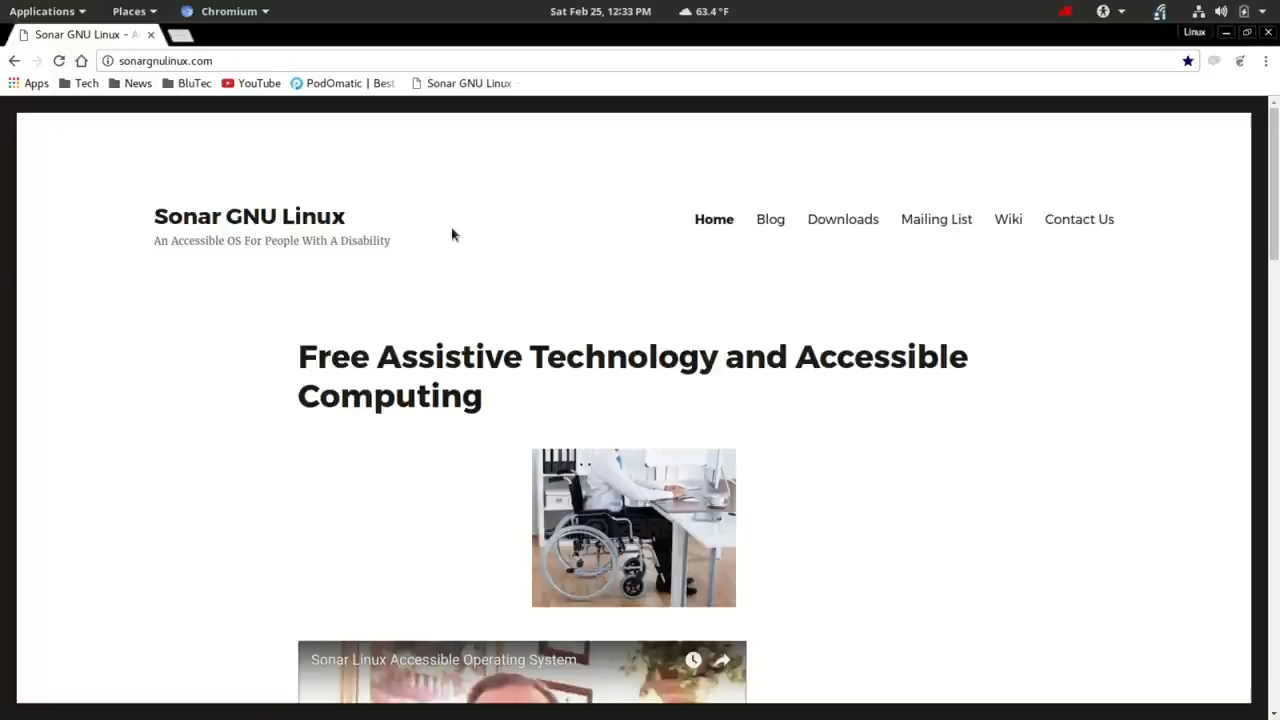 Applications Places Chromium Sat Feb 25, 12:33 PM 63.4 °F
Sonar GNU Linux - Linux
sonargnulinux.com
Apps Tech News BluTec YouTube PodOmatic | Best Sonar GNU Linux
Sonar GNU Linux
An Accessible OS For People With A Disability
Home Blog Downloads Mailing List Wiki Contact Us
Free Assistive Technology and Accessible
Computing
Sonar Linux Accessible Operating System